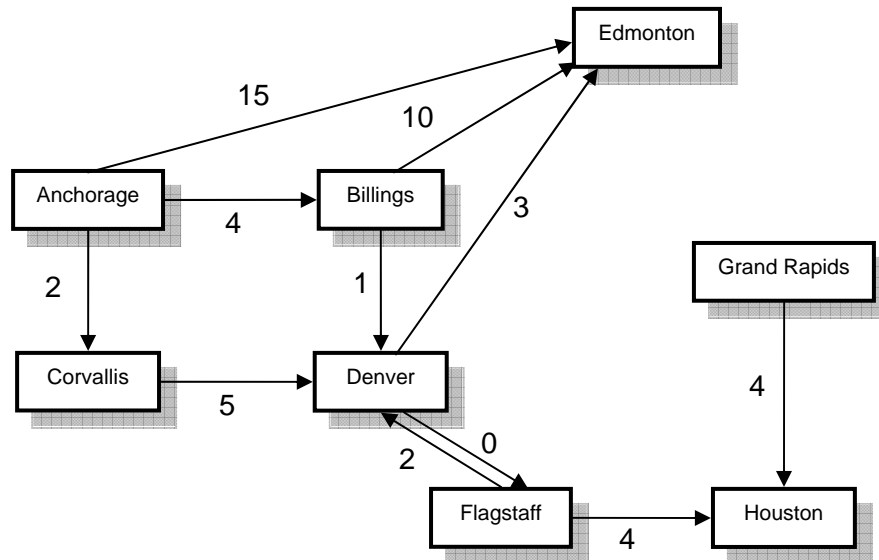 Edmonton
15
10
Anchorage
Billings
4
3
Grand Rapids
2
1
Corvallis
Denver
5
4
0
2
Flagstaff
Houston
4